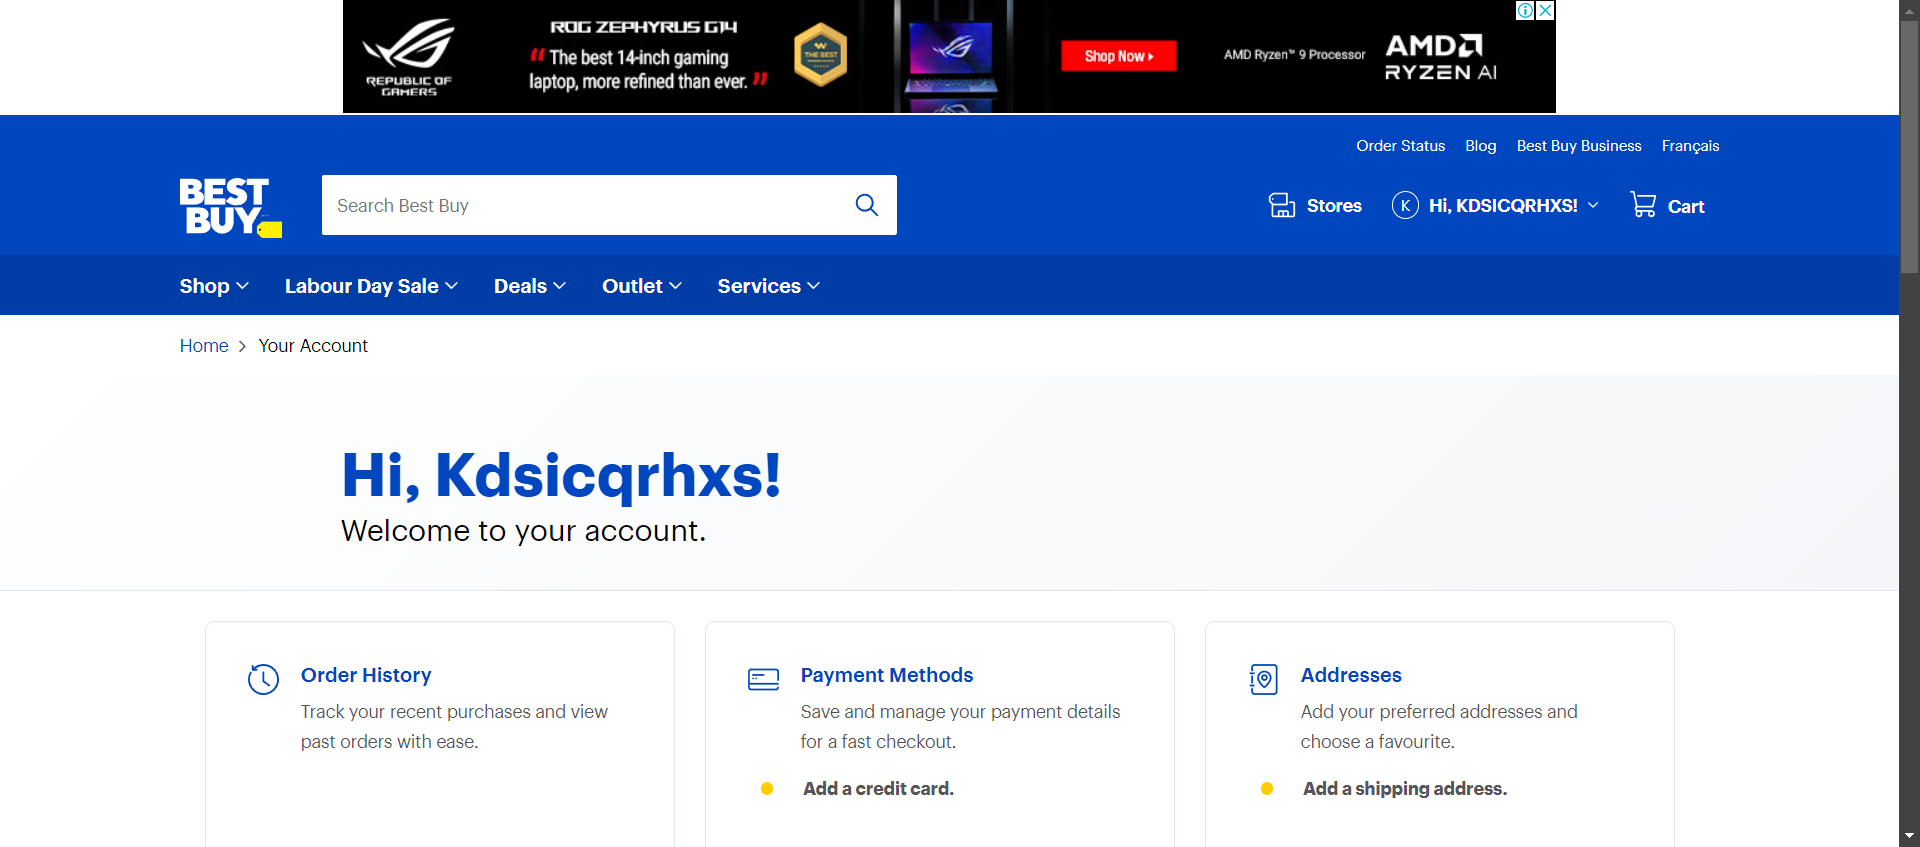 ROG ZEPHYRUS G14
“The best 14-inch gaming
laptop, more refined than ever.”
REPUBLIC OF
GAMERS
THE BEST
Shop Now
AMD Ryzen™ 9 Processor
AMD
RYZEN AI
Order Status
Blog
Best Buy Business
Français
BEST
BUY
Search Best Buy
Stores
K
Hi, KDSICQRHXS!
Cart
Shop
Labour Day Sale
Deals
Outlet
Services
Home
Your Account
Hi, Kdsicqrhxs!
Welcome to your account.
Order History
Track your recent purchases and view
past orders with ease.
Payment Methods
Save and manage your payment details
for a fast checkout.
Add a credit card.
Addresses
Add your preferred addresses and
choose a favourite.
Add a shipping address.